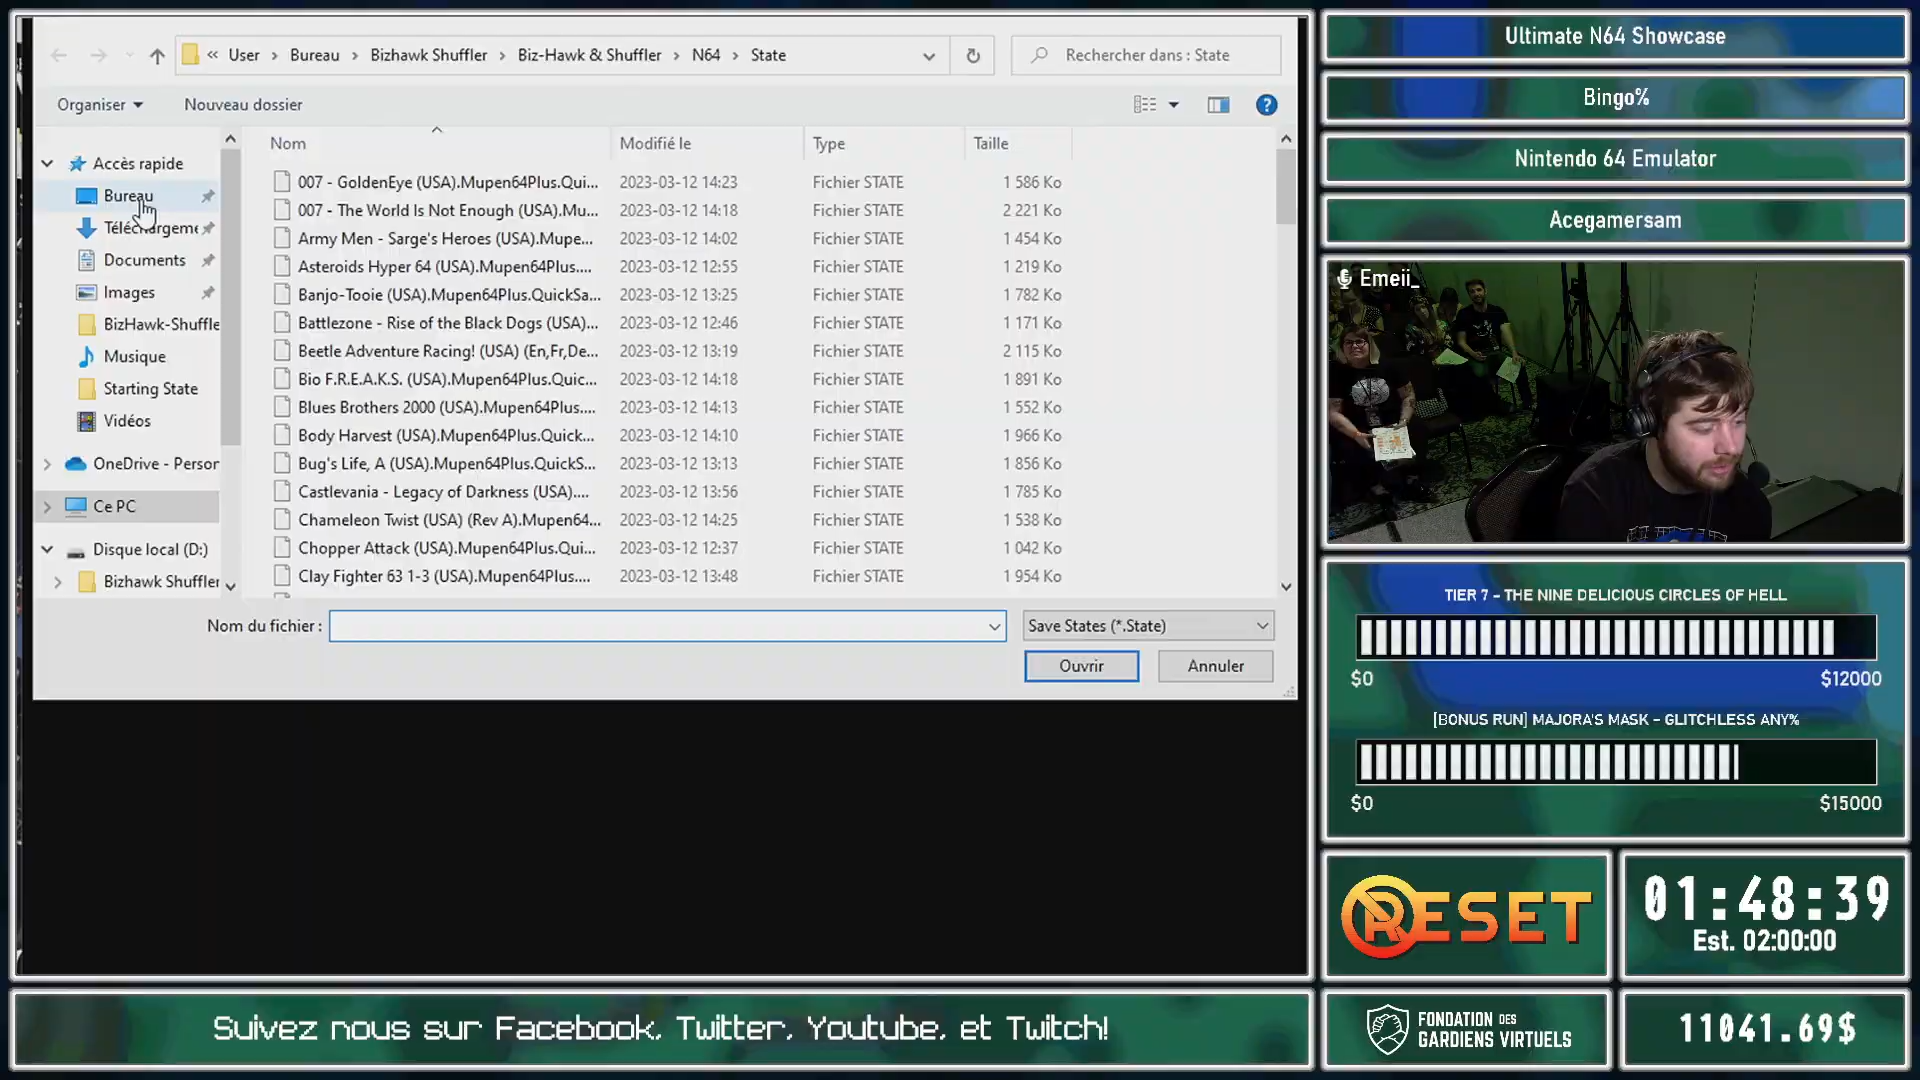 « User › Bureau › Bizhawk Shuffler › Biz-Hawk & Shuffler › N64 › State
Rechercher dans : State
Organiser
Nouveau dossier
Nom
Modifié le
Type
Taille
Accès rapide
Bureau
Documents
Images
BizHawk-Shuffle
Musique
Starting State
Vidéos
OneDrive - Person
Ce PC
Disque local (D:)
Bizhawk Shuffler
007 - GoldenEye (USA).Mupen64Plus.Qui... 2023-03-12 14:23 Fichier STATE 1 586 Ko
007 - The World Is Not Enough (USA).Mu... 2023-03-12 14:18 Fichier STATE 2 221 Ko
Army Men - Sarge's Heroes (USA).Mupe... 2023-03-12 14:02 Fichier STATE 1 454 Ko
Asteroids Hyper 64 (USA).Mupen64Plus.... 2023-03-12 12:55 Fichier STATE 1 219 Ko
Banjo-Tooie (USA).Mupen64Plus.QuickSa... 2023-03-12 13:25 Fichier STATE 1 782 Ko
Battlezone - Rise of the Black Dogs (USA)... 2023-03-12 12:46 Fichier STATE 1 171 Ko
Beetle Adventure Racing! (USA) (En,Fr,De... 2023-03-12 13:19 Fichier STATE 2 115 Ko
Bio F.R.E.A.K.S. (USA).Mupen64Plus.Quic... 2023-03-12 14:18 Fichier STATE 1 891 Ko
Blues Brothers 2000 (USA).Mupen64Plus.... 2023-03-12 14:13 Fichier STATE 1 552 Ko
Body Harvest (USA).Mupen64Plus.Quick... 2023-03-12 14:10 Fichier STATE 1 966 Ko
Bug's Life, A (USA).Mupen64Plus.QuickS... 2023-03-12 13:13 Fichier STATE 1 856 Ko
Castlevania - Legacy of Darkness (USA).... 2023-03-12 13:56 Fichier STATE 1 785 Ko
Chameleon Twist (USA) (Rev A).Mupen64... 2023-03-12 14:25 Fichier STATE 1 538 Ko
Chopper Attack (USA).Mupen64Plus.Qui... 2023-03-12 12:37 Fichier STATE 1 042 Ko
Clay Fighter 63 1-3 (USA).Mupen64Plus.... 2023-03-12 13:48 Fichier STATE 1 954 Ko
Nom du fichier :
Save States (*.State)
Ouvrir
Annuler
Ultimate N64 Showcase
Bingo%
Nintendo 64 Emulator
Acegamersam
Emeii_
TIER 7 - THE NINE DELICIOUS CIRCLES OF HELL
$0 $12000
[BONUS RUN] MAJORA'S MASK - GLITCHLESS ANY%
$0 $15000
RESET
01:48:39
Est. 02:00:00
Suivez nous sur Facebook, Twitter, Youtube, et Twitch!
FONDATION DES
GARDIENS VIRTUELS
11041.69$